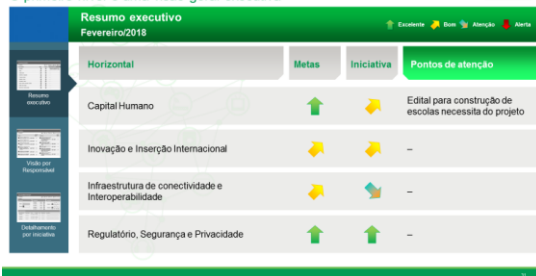 Resumo executivo
Fevereiro/2018
Excelente Bom Atenção Alerta
Horizontal Metas Iniciativa Pontos de atenção
Capital Humano
Edital para construção de
escolas necessita do projeto
Inovação e Inserção Internacional –
Infraestrutura de conectividade e
Interoperabilidade
–
Regulatório, Segurança e Privacidade –
Resumo
executivo
Visão por
Responsável
Detalhamento
por iniciativa